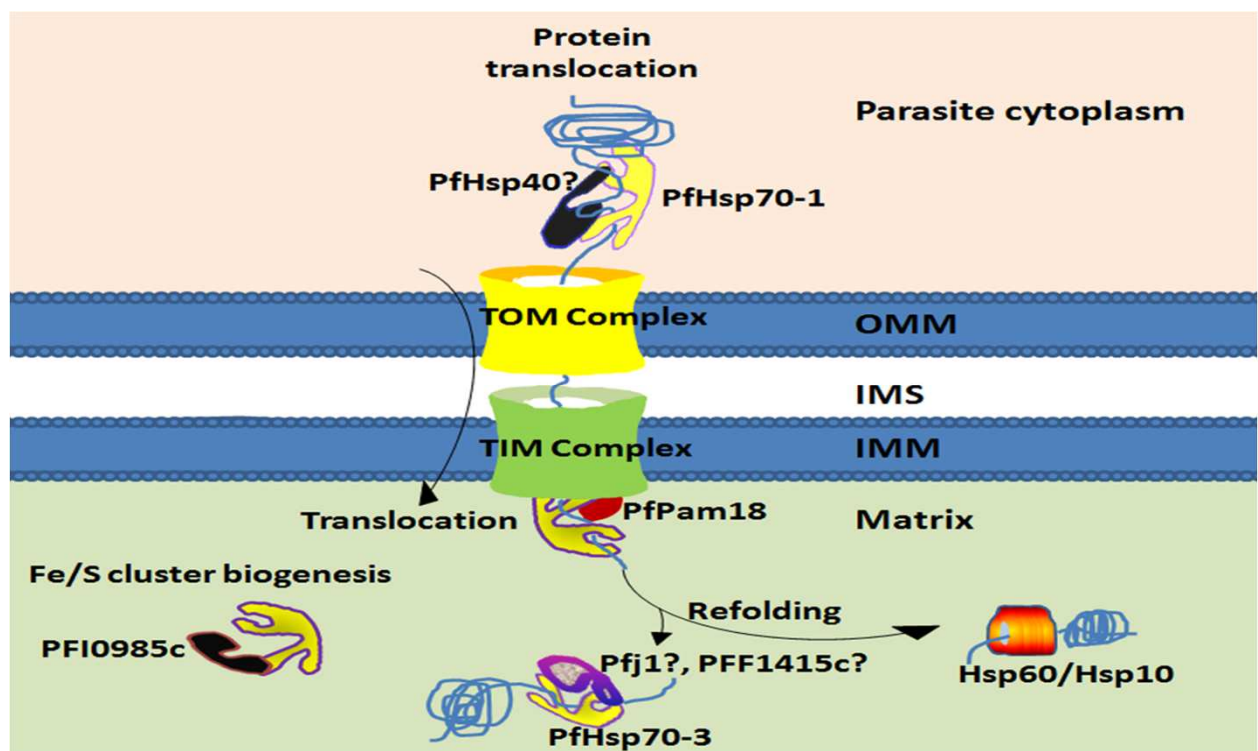 Protein
translocation
Parasite cytoplasm
PfHsp40?
PfHsp70-1
TOM Complex
OMM
IMS
TIM Complex
IMM
PfPam18
Matrix
Translocation
Fe/S cluster biogenesis
Refolding
PFI0985c
Pfj1?, PFF1415c?
Hsp60/Hsp10
PfHsp70-3